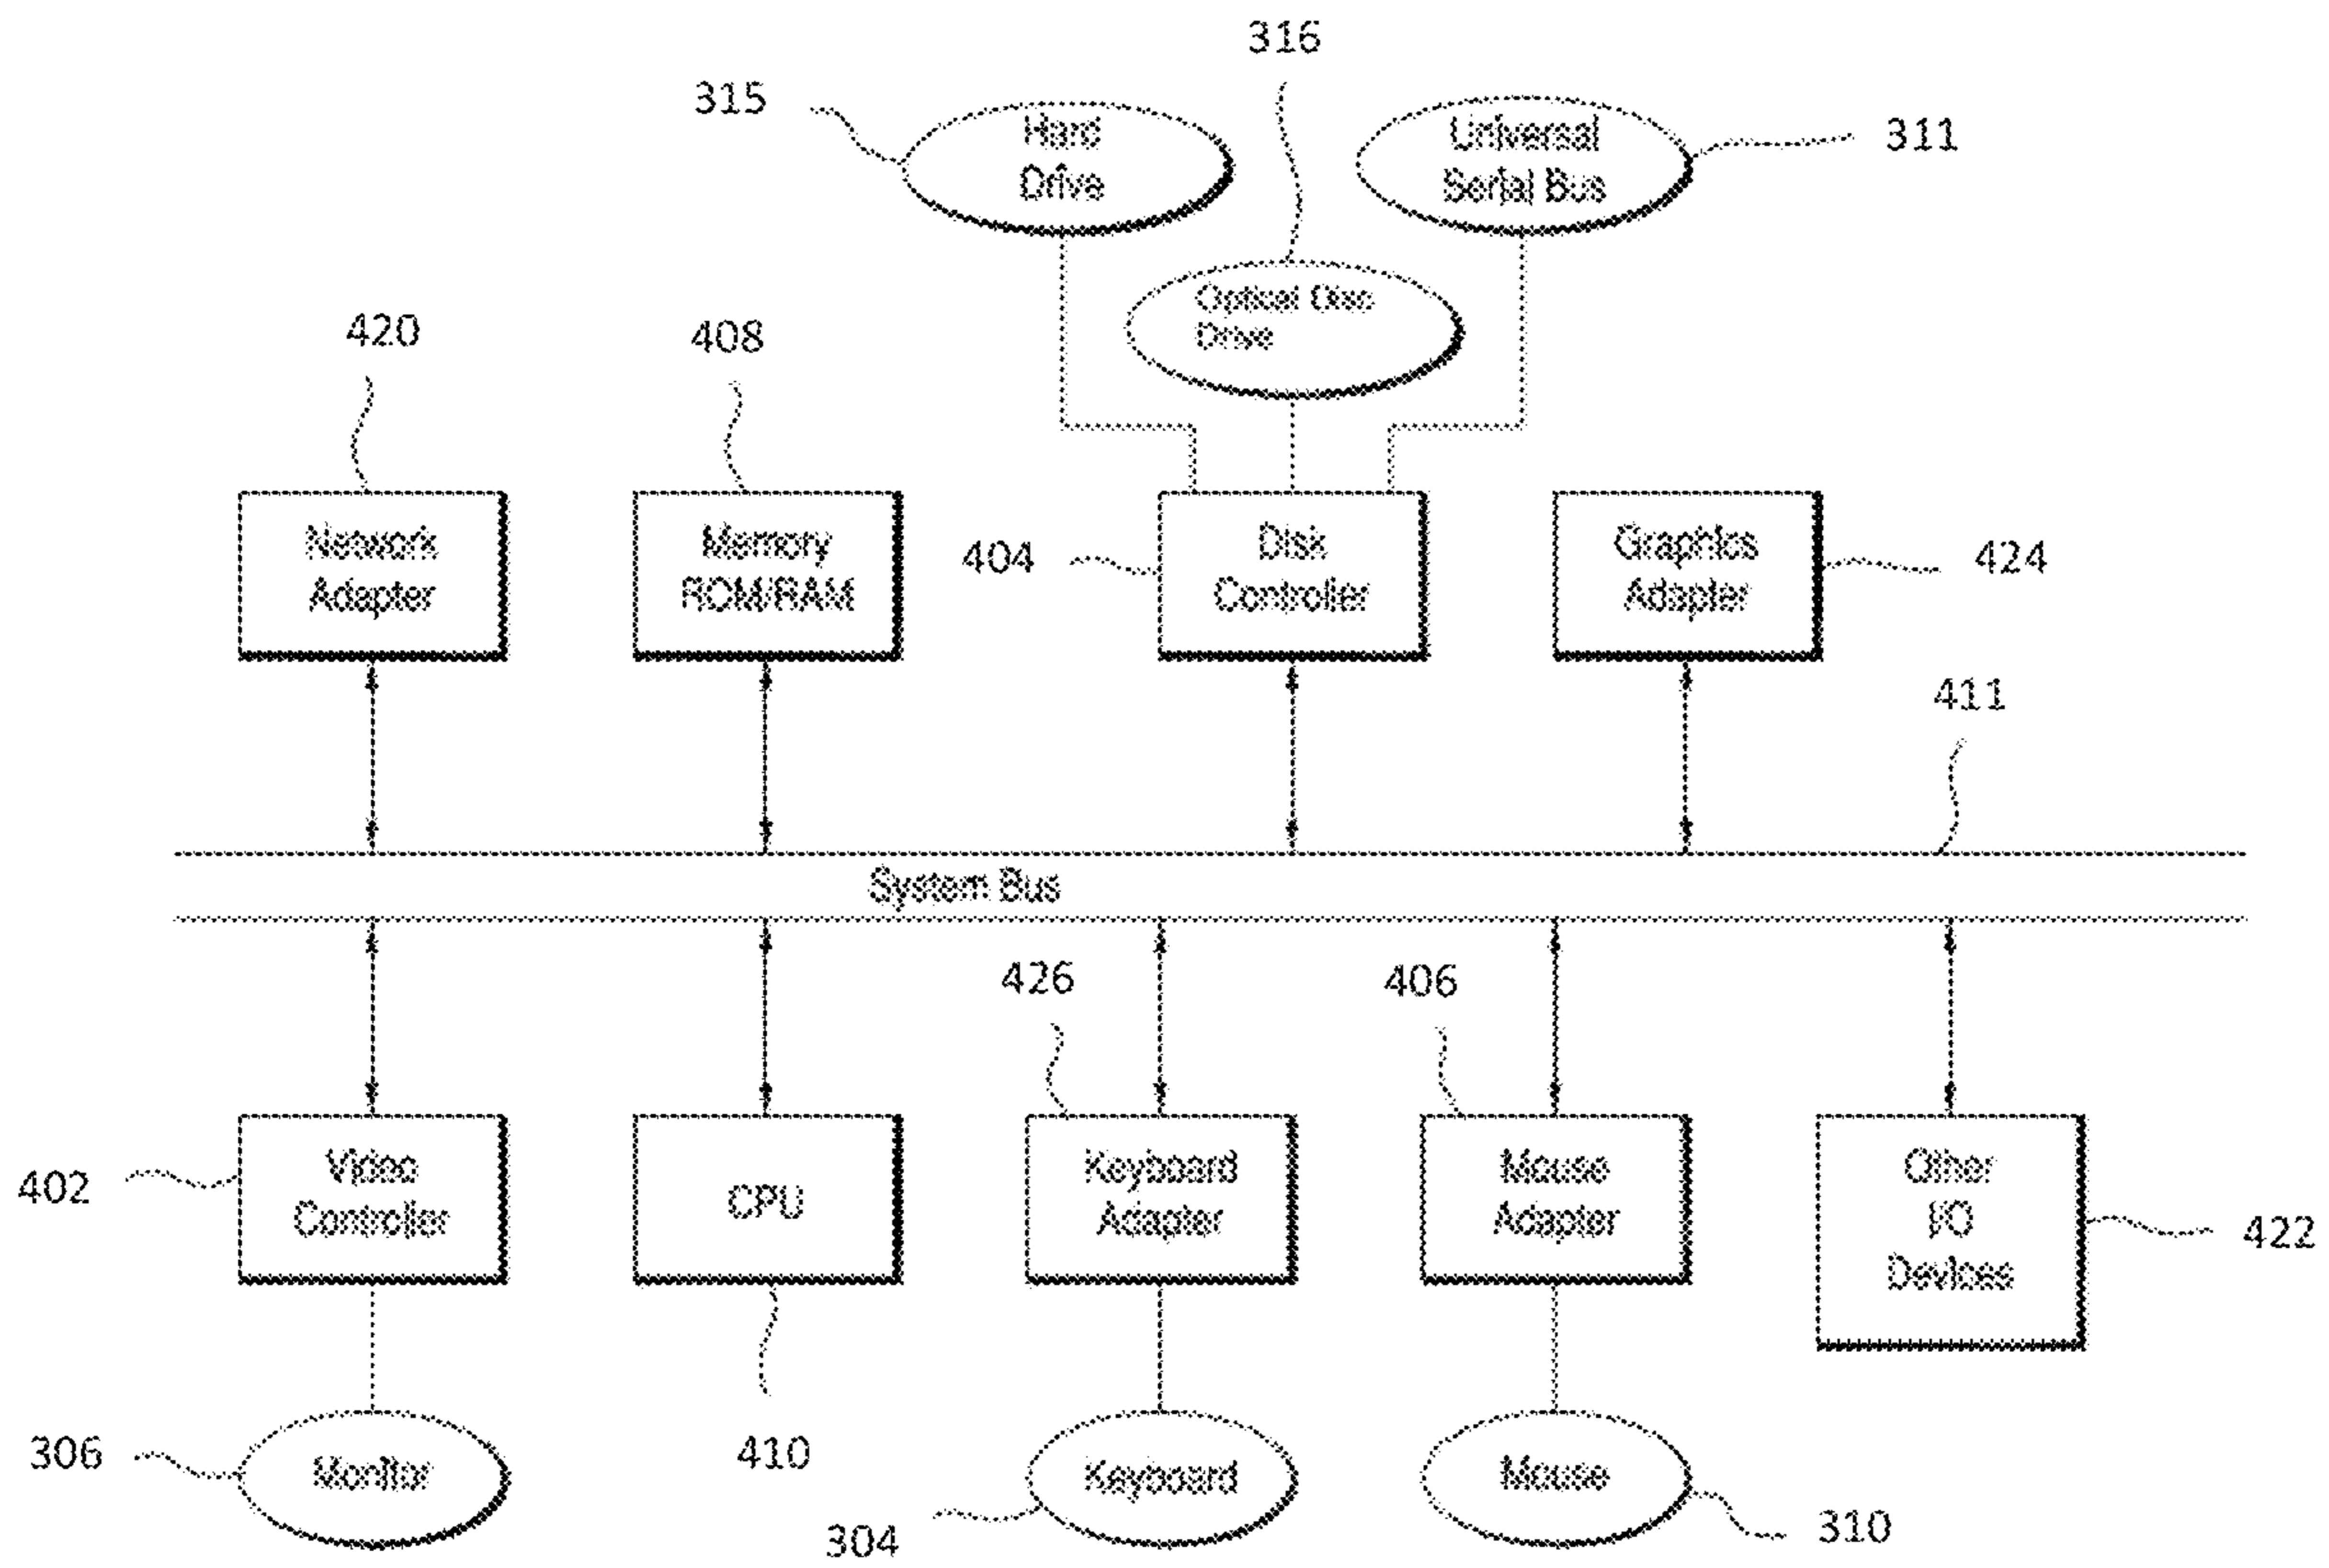 316
315
Hard
Drive
Universal
Serial Bus
311
Optical Disc
Drive
420
408
Network
Adapter
Memory
ROM/RAM
404
Disk
Controller
Graphics
Adapter
424
411
System Bus
426
406
402
Video
Controller
CPU
Keyboard
Adapter
Mouse
Adapter
Other
I/O
Devices
422
306
Monitor
410
Keyboard
304
Mouse
310